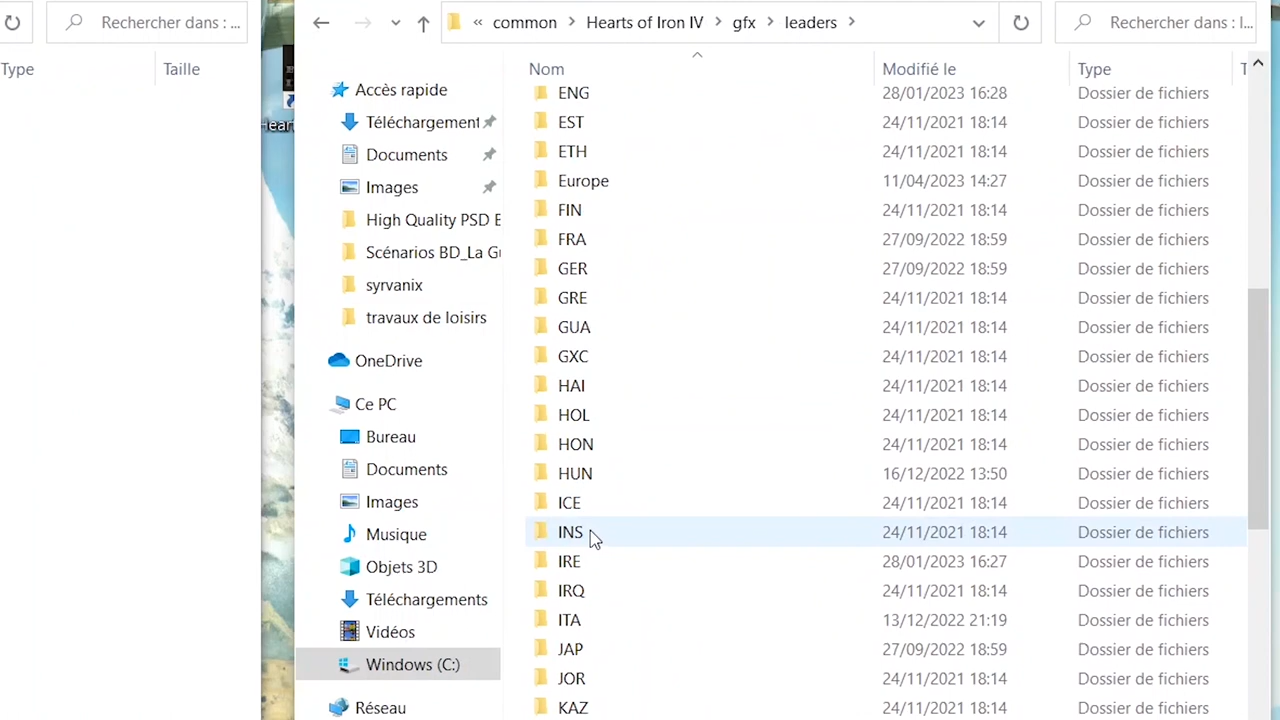 Rechercher dans : ...
Type Taille
Heart
« common > Hearts of Iron IV > gfx > leaders >
Rechercher dans : l...
Accès rapide
Téléchargement
Documents
Images
High Quality PSD E
Scénarios BD_La Gu
syrvanix
travaux de loisirs
OneDrive
Ce PC
Bureau
Documents
Images
Musique
Objets 3D
Téléchargements
Vidéos
Windows (C:)
Réseau
Nom Modifié le Type T
ENG 28/01/2023 16:28 Dossier de fichiers
EST 24/11/2021 18:14 Dossier de fichiers
ETH 24/11/2021 18:14 Dossier de fichiers
Europe 11/04/2023 14:27 Dossier de fichiers
FIN 24/11/2021 18:14 Dossier de fichiers
FRA 27/09/2022 18:59 Dossier de fichiers
GER 27/09/2022 18:59 Dossier de fichiers
GRE 24/11/2021 18:14 Dossier de fichiers
GUA 24/11/2021 18:14 Dossier de fichiers
GXC 24/11/2021 18:14 Dossier de fichiers
HAI 24/11/2021 18:14 Dossier de fichiers
HOL 24/11/2021 18:14 Dossier de fichiers
HON 24/11/2021 18:14 Dossier de fichiers
HUN 16/12/2022 13:50 Dossier de fichiers
ICE 24/11/2021 18:14 Dossier de fichiers
INS 24/11/2021 18:14 Dossier de fichiers
IRE 28/01/2023 16:27 Dossier de fichiers
IRQ 24/11/2021 18:14 Dossier de fichiers
ITA 13/12/2022 21:19 Dossier de fichiers
JAP 27/09/2022 18:59 Dossier de fichiers
JOR 24/11/2021 18:14 Dossier de fichiers
KAZ 24/11/2021 18:14 Dossier de fichiers